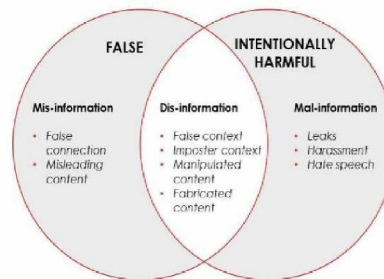 FALSE
INTENTIONALLY
HARMFUL
Mis-information
• False
connection
• Misleading
content
Dis-information
• False context
• Imposter context
• Manipulated
content
• Fabricated
content
Mal-information
• Leaks
• Harassment
• Hate speech